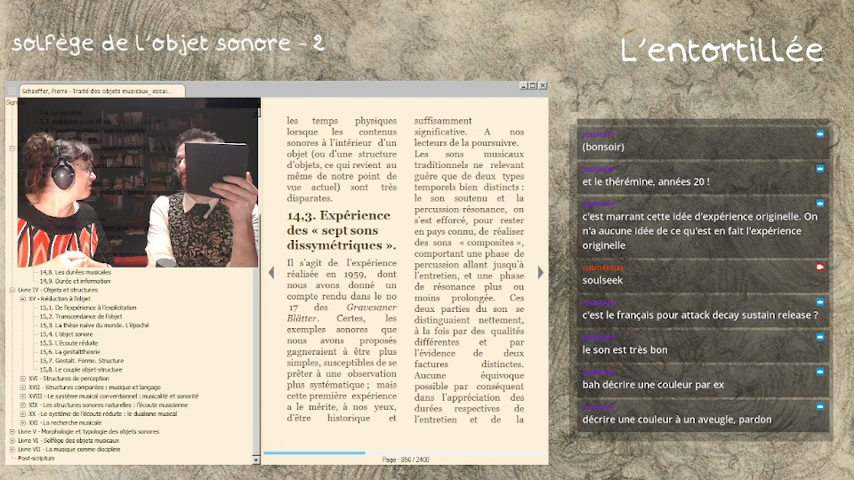 solfège de l'objet sonore - 2
L'entortillée
Schaeffer, Pierre - Traité des objets musicaux_ essai...
14,8. Les durées musicales
14,9. Durée et information
Livre IV - Objets et structures
XV - Réduction à l'objet
15,1. De l'expérience à l'explicitation
15,2. Transcendance de l'objet
15,3. La thèse naïve du monde. L'époché
15,4. L'objet sonore
15,5. L'écoute réduite
15,6. La gestalttheorie
15,7. Gestalt. Forme. Structure
15,8. Le couple objet-structure
XVI - Structures de perception
XVII - Structures comparées : musique et langage
XVIII - Le système musical conventionnel : musicalité et sonorité
XIX - Les structures sonores naturelles : l'écoute musicienne
XX - Le système de l'écoute réduite : le dualisme musical
XXI - La recherche musicale
Livre V - Morphologie et typologie des objets sonores
Livre VI - Solfège des objets musicaux
Livre VII - La musique comme discipline
Post-scriptum
les temps physiques
lorsque les contenus
sonores à l'intérieur d'un
objet (ou d'une structure
d'objets, ce qui revient au
même de notre point de
vue actuel) sont très
disparates.
14,3. Expérience
des « sept sons
dissymétriques ».
Il s'agit de l'expérience
réalisée en 1959, dont
nous avons donné un
compte rendu dans le no
17 des Gravesaner
Blätter. Certes, les
exemples sonores que
nous avons proposés
gagneraient à être plus
simples, susceptibles de se
prêter à une observation
plus systématique ; mais
cette première expérience
a le mérite, à nos yeux,
d'être historique et
suffisamment
significative. A nos
lecteurs de la poursuivre.
Les sons musicaux
traditionnels ne relevant
guère que de deux types
temporels bien distincts :
le son soutenu et la
percussion-résonance, on
s'est efforcé, pour rester
en pays connu, de réaliser
des sons « composites »,
comportant une phase de
percussion allant jusqu'à
l'entretien, et une phase
de résonance plus ou
moins prolongée. Ces
deux parties du son se
distinguaient nettement,
à la fois par des qualités
différentes et par
l'évidence de deux
factures distinctes.
Aucune équivoque
possible par conséquent
dans l'appréciation des
durées respectives de
l'entretien et de la
Page : 856 / 2400
(bonsoir)
et le thérémine, années 20 !
c'est marrant cette idée d'expérience originelle. On
n'a aucune idée de ce qu'est en fait l'expérience
originelle
soulseek
c'est le français pour attack decay sustain release ?
le son est très bon
bah décrire une couleur par ex
décrire une couleur à un aveugle, pardon